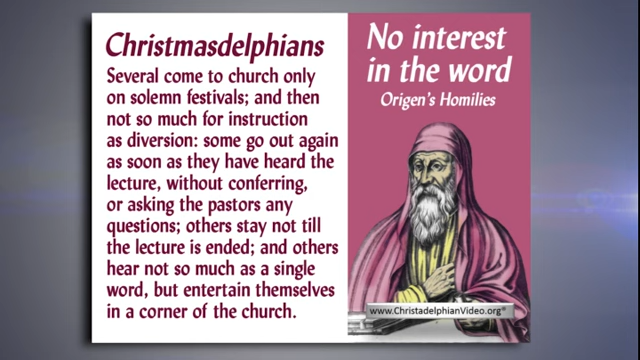 Christmasdelphians
Several come to church only
on solemn festivals; and then
not so much for instruction
as diversion: some go out again
as soon as they have heard the
lecture, without conferring,
or asking the pastors any
questions; others stay not till
the lecture is ended; and others
hear not so much as a single
word, but entertain themselves
in a corner of the church.
No interest
in the word
Origen's Homilies
www.ChristadelphianVideo.org®